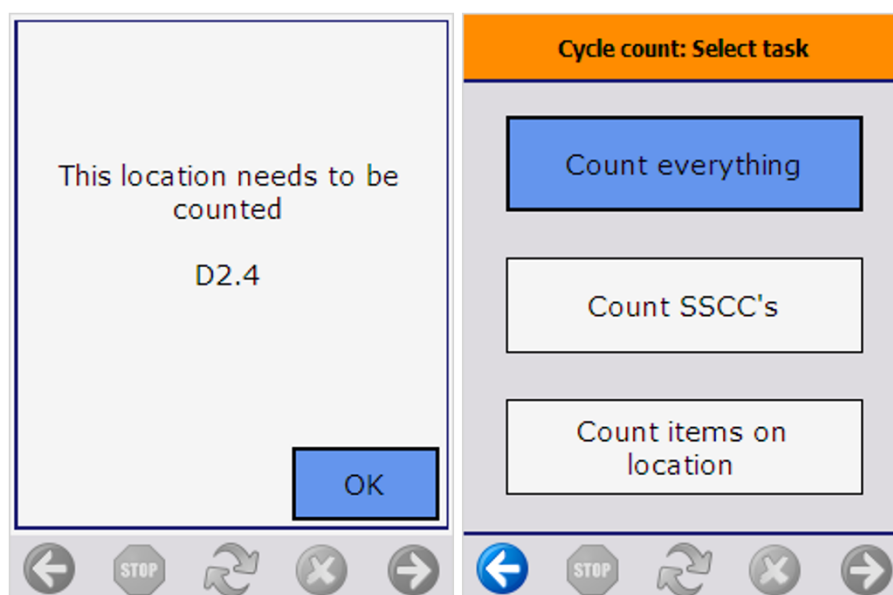 This location needs to be
counted
D2.4
OK
STOP
Cycle count: Select task
Count everything
Count SSCC's
Count items on
location
STOP